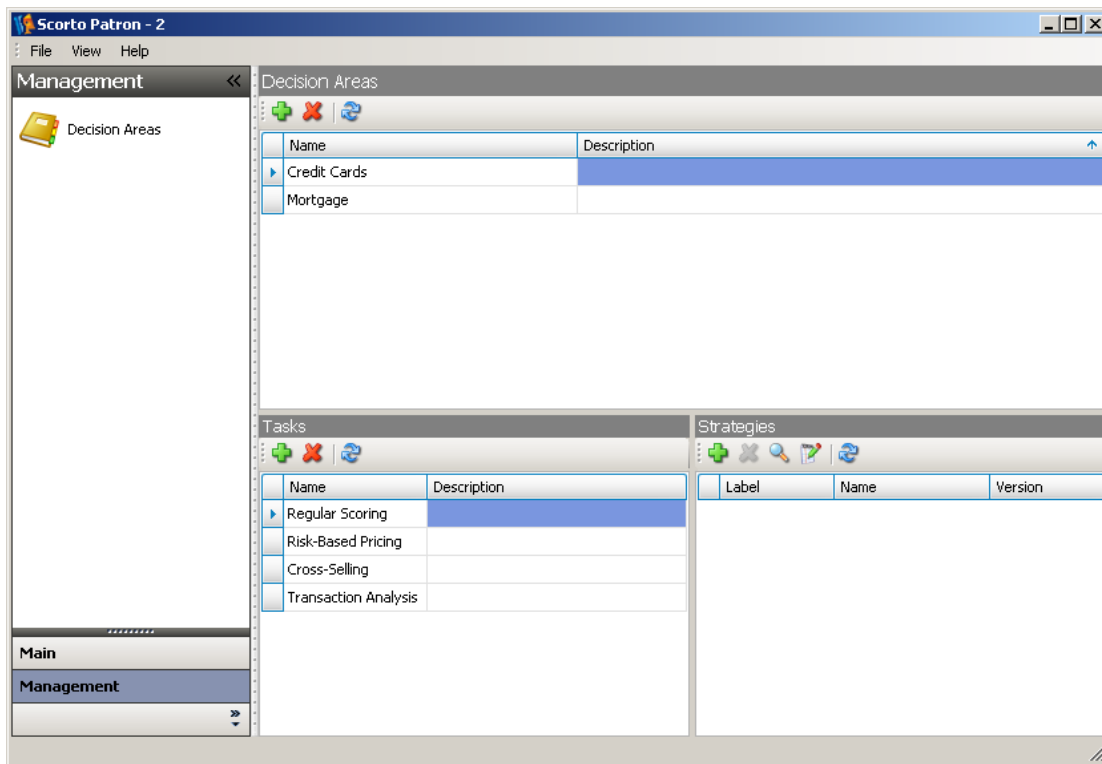 Scorto Patron - 2
File View Help
Management
Decision Areas
Decision Areas
Name Description
Credit Cards
Mortgage
Tasks
Name Description
Regular Scoring
Risk-Based Pricing
Cross-Selling
Transaction Analysis
Strategies
Label Name Version
Main
Management